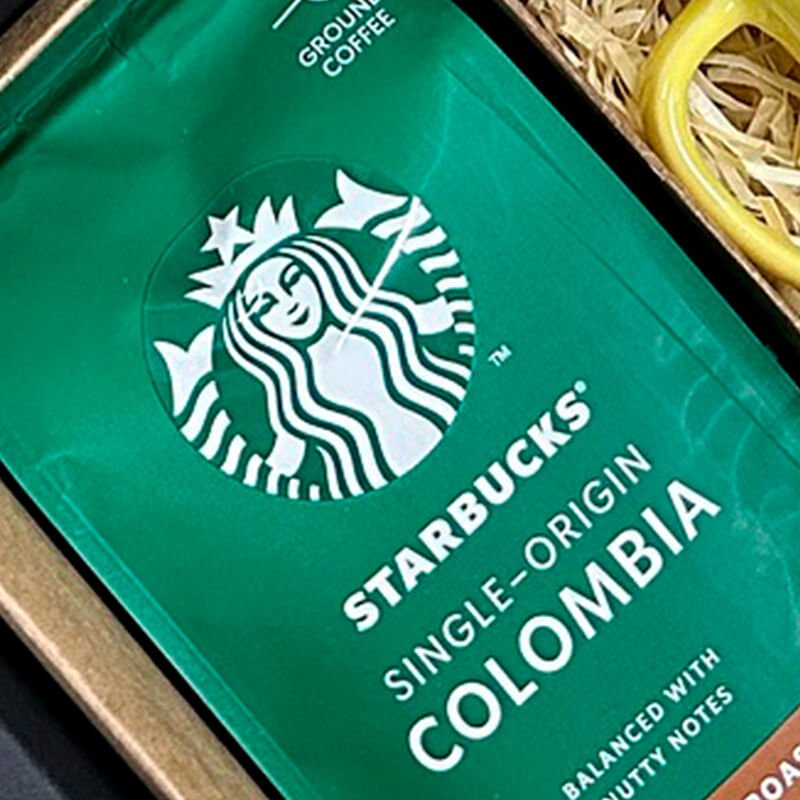 GROUND
COFFEE
TM
STARBUCKS®
SINGLE-ORIGIN
COLOMBIA
BALANCED WITH
NUTTY NOTES